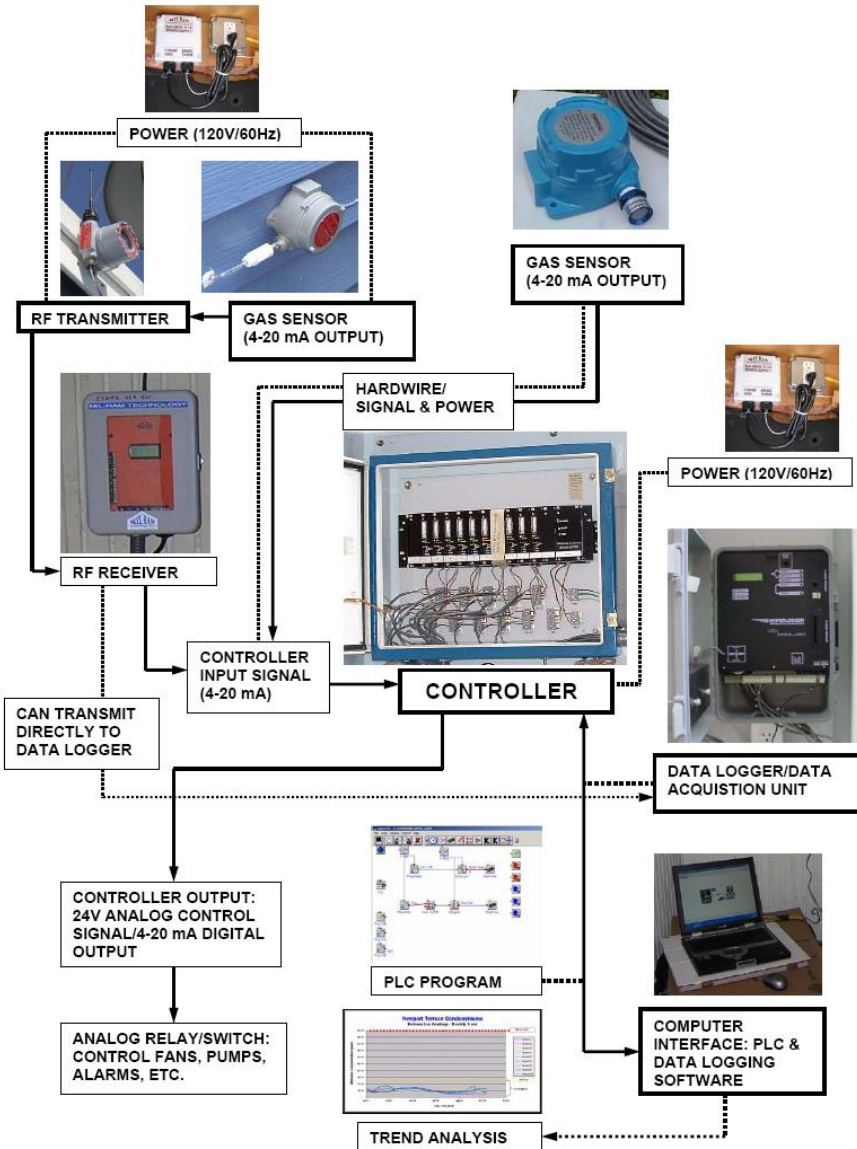 POWER (120V/60Hz)
GAS SENSOR
(4-20 mA OUTPUT)
RF TRANSMITTER
GAS SENSOR
(4-20 mA OUTPUT)
HARDWIRE/
SIGNAL & POWER
MIL-RAM TECHNOLOGY
POWER (120V/60Hz)
RF RECEIVER
CONTROLLER
INPUT SIGNAL
(4-20 mA)
CONTROLLER
CAN TRANSMIT
DIRECTLY TO
DATA LOGGER
DATA LOGGER/DATA
ACQUISTION UNIT
CONTROLLER OUTPUT:
24V ANALOG CONTROL
SIGNAL/4-20 mA DIGITAL
OUTPUT
PLC PROGRAM
ANALOG RELAY/SWITCH:
CONTROL FANS, PUMPS,
ALARMS, ETC.
Newport Terrace Condominiums
COMPUTER
INTERFACE: PLC &
DATA LOGGING
SOFTWARE
TREND ANALYSIS